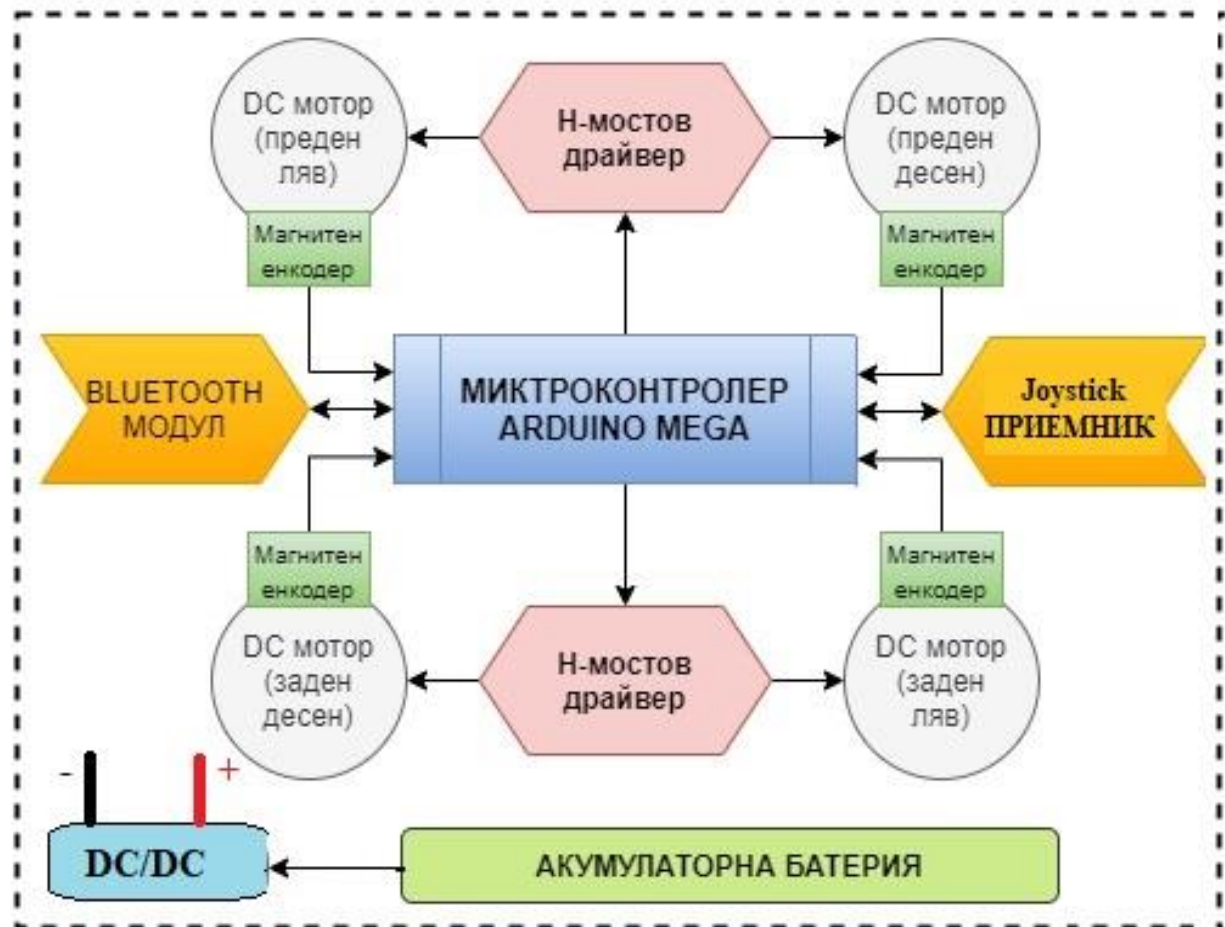 DC мотор
(преден
ляв)
Н-мостов
драйвер
DC мотор
(преден
десен)
Магнитен
енкодер
Магнитен
енкодер
BLUETOOTH
МОДУЛ
МИКТРОКОНТРОЛЕР
ARDUINO MEGA
Joystick
ПРИЕМНИК
Магнитен
енкодер
Магнитен
енкодер
DC мотор
(заден
десен)
Н-мостов
драйвер
DC мотор
(заден
ляв)
- +
DC/DC
АКУМУЛАТОРНА БАТЕРИЯ